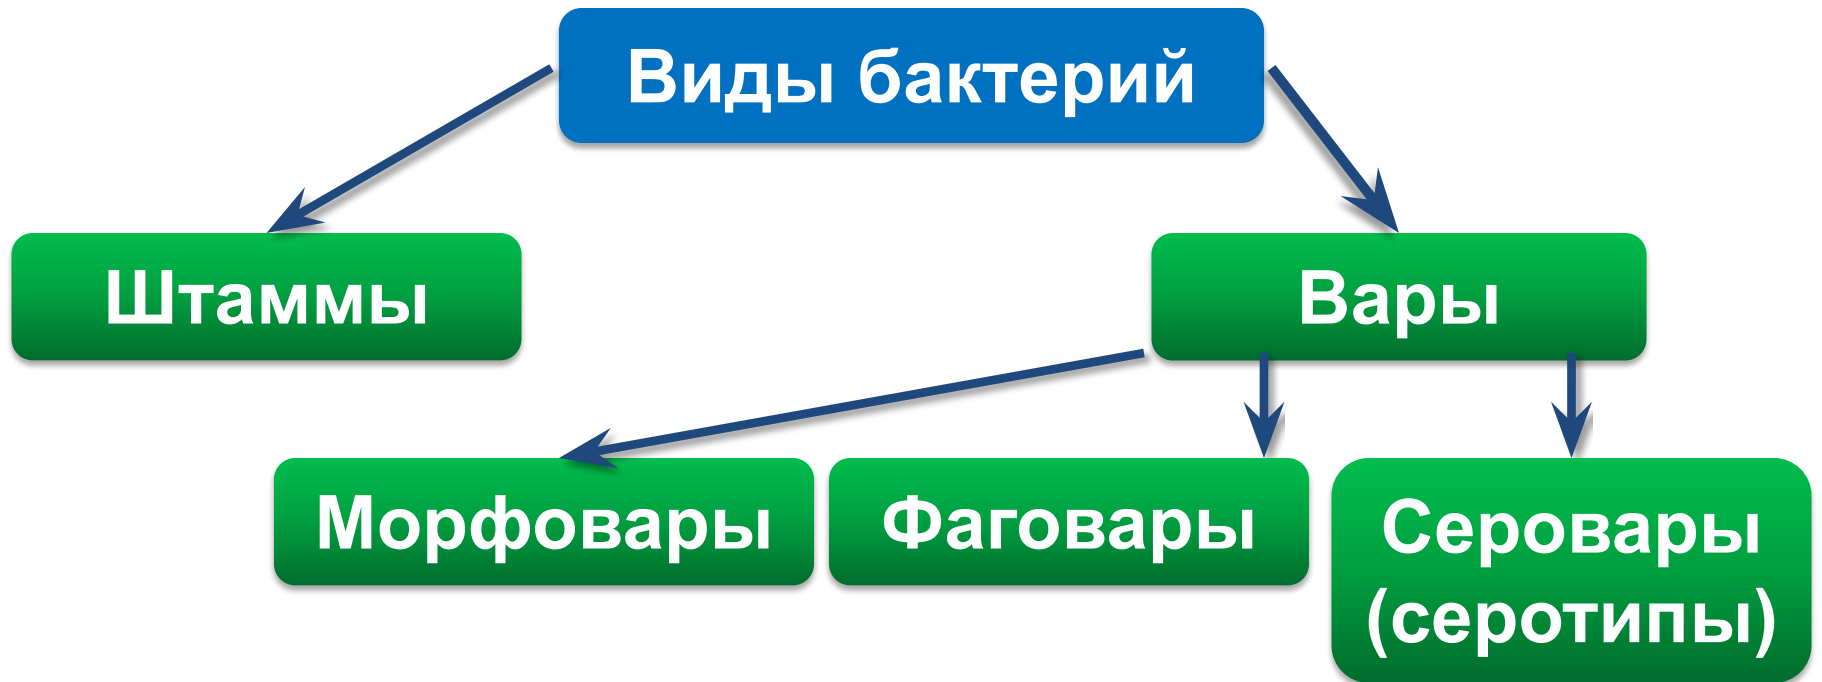 Виды бактерий
Штаммы
Вары
Морфовары
Фаговары
Серовары
(серотипы)